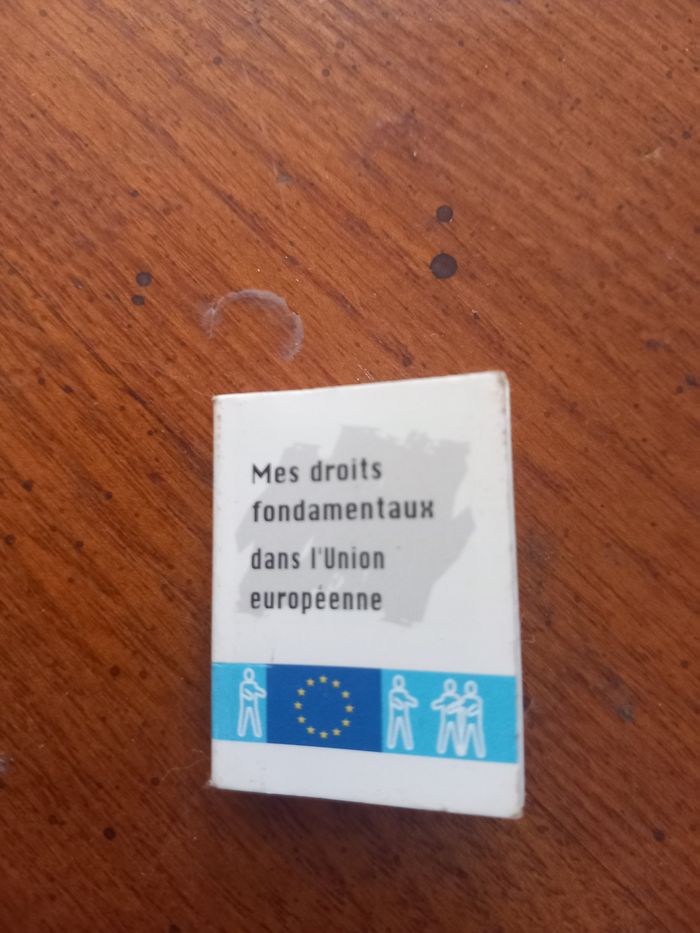 Mes droits
fondamentaux
dans l'Union
européenne